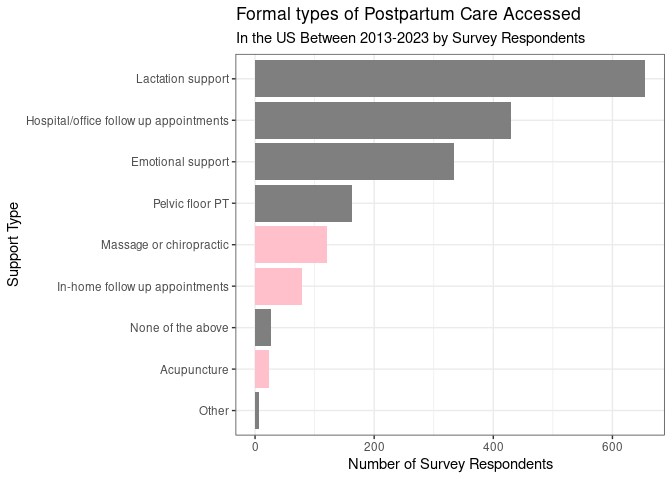 Formal types of Postpartum Care Accessed
In the US Between 2013-2023 by Survey Respondents
Support Type
Lactation support
Hospital/office follow up appointments
Emotional support
Pelvic floor PT
Massage or chiropractic
In-home follow up appointments
None of the above
Acupuncture
Other
0 200 400 600
Number of Survey Respondents